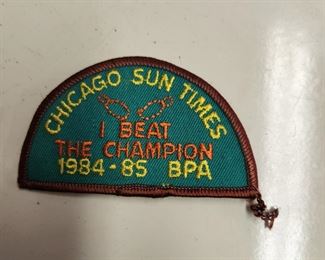 CHICAGO SUN TIMES
I BEAT
THE CHAMPION
1984-85 BPA